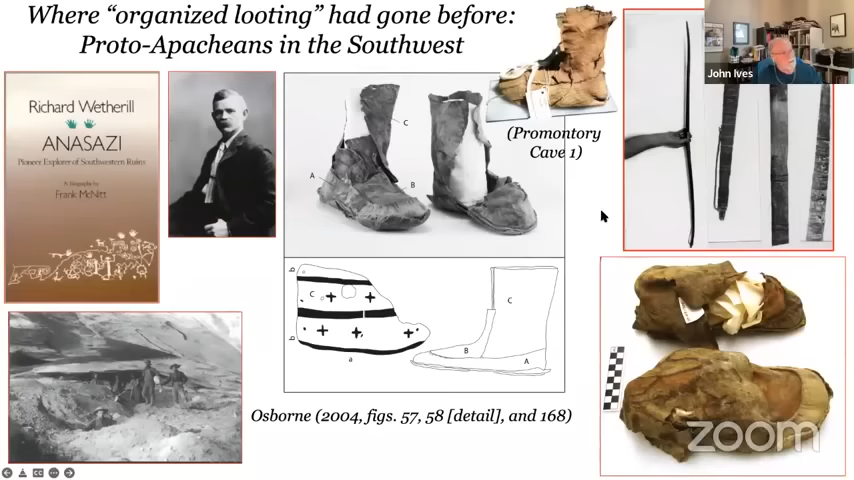 Where “organized looting” had gone before:
Proto-Apacheans in the Southwest
John Ives
Richard Wetherill
ANASAZI
Pioneer Explorer of Southwestern Ruins
A biography by
Frank McNitt
(Promontory
Cave 1)
C
A
B
b
C
b
a
C
B
A
Osborne (2004, figs. 57, 58 [detail], and 168)
zoom